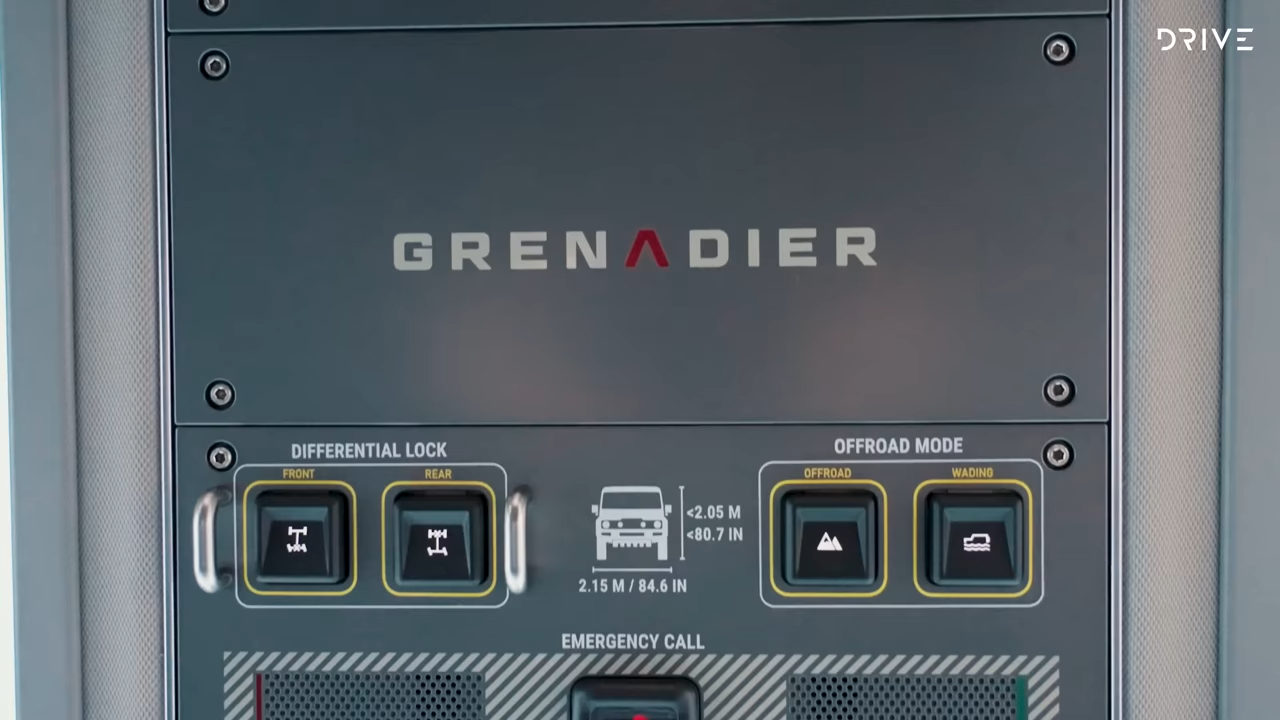 DRIVE
GRENADIER
DIFFERENTIAL LOCK
FRONT
REAR
<2.05 M
<80.7 IN
2.15 M / 84.6 IN
OFFROAD MODE
OFFROAD
WADING
EMERGENCY CALL